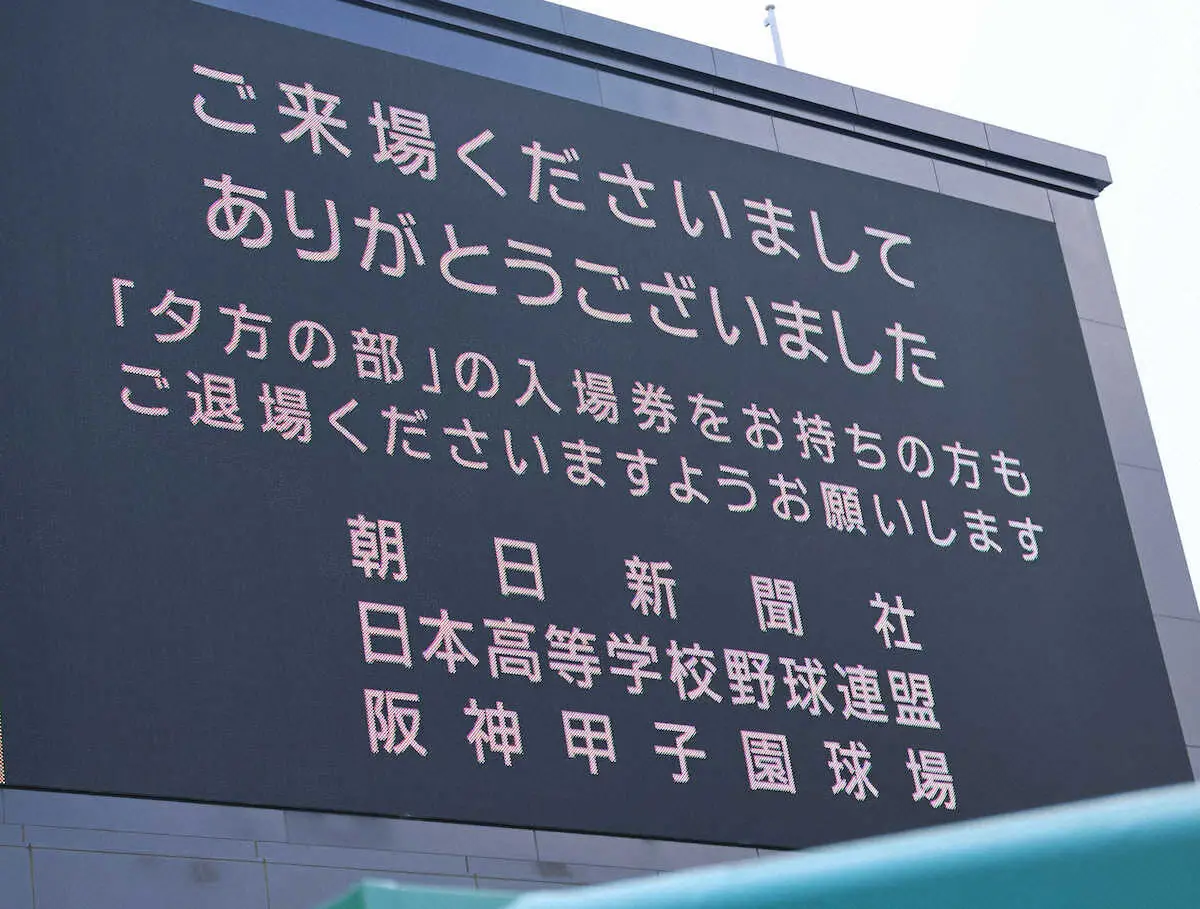 ご来場くださいまして
ありがとうございました
「夕方の部」の入場券をお持ちの方も
ご退場くださいますようお願いします
朝日新聞社
日本高等学校野球連盟
阪神甲子園球場